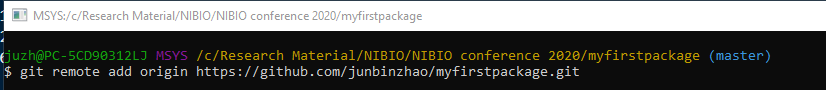 MSYS:/c/Research Material/NIBIO/NIBIO conference 2020/myfirstpackage
juzh@PC-5CD90312LJ MSYS /c/Research Material/NIBIO/NIBIO conference 2020/myfirstpackage (master)
$ git remote add origin https://github.com/junbinzhao/myfirstpackage.git